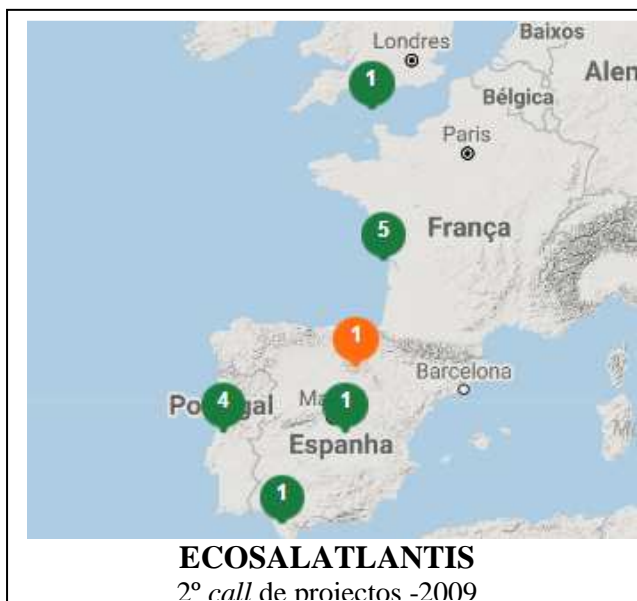 Londres
Baixos
Alen
1
Bélgica
Paris
5
França
1
Barcelona
Portugal
4
Ma
1
Espanha
1
ECOSALATLANTIS
2º call de projectos -2009